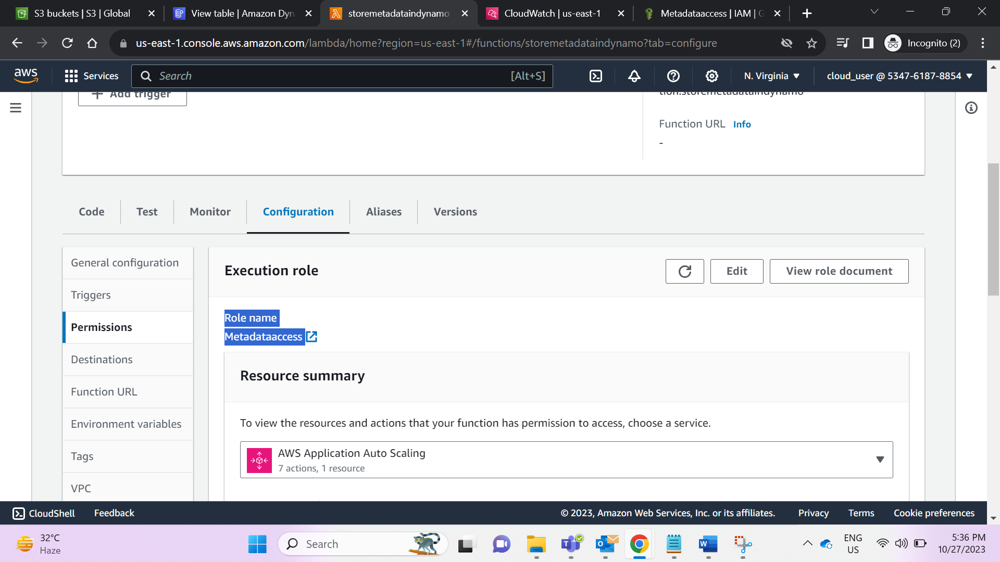 S3 buckets | S3 | Global
View table | Amazon Dyn
storemetadataindynamo
CloudWatch | us-east-1
Metadataaccess | IAM | G
us-east-1.console.aws.amazon.com/lambda/home?region=us-east-1#/functions/storemetadataindynamo?tab=configure
Incognito (2)
aws
Services
Search
[Alt+S]
N. Virginia
cloud_user @ 5347-6187-8854
Add trigger
tion:storemetadataindynamo
Function URL Info
-
Code
Test
Monitor
Configuration
Aliases
Versions
General configuration
Triggers
Permissions
Destinations
Function URL
Environment variables
Tags
VPC
Execution role
Edit
View role document
Role name
Metadataaccess
Resource summary
To view the resources and actions that your function has permission to access, choose a service.
AWS Application Auto Scaling
7 actions, 1 resource
CloudShell
Feedback
© 2023, Amazon Web Services, Inc. or its affiliates.
Privacy
Terms
Cookie preferences
32°C
Haze
Search
ENG
US
5:36 PM
10/27/2023